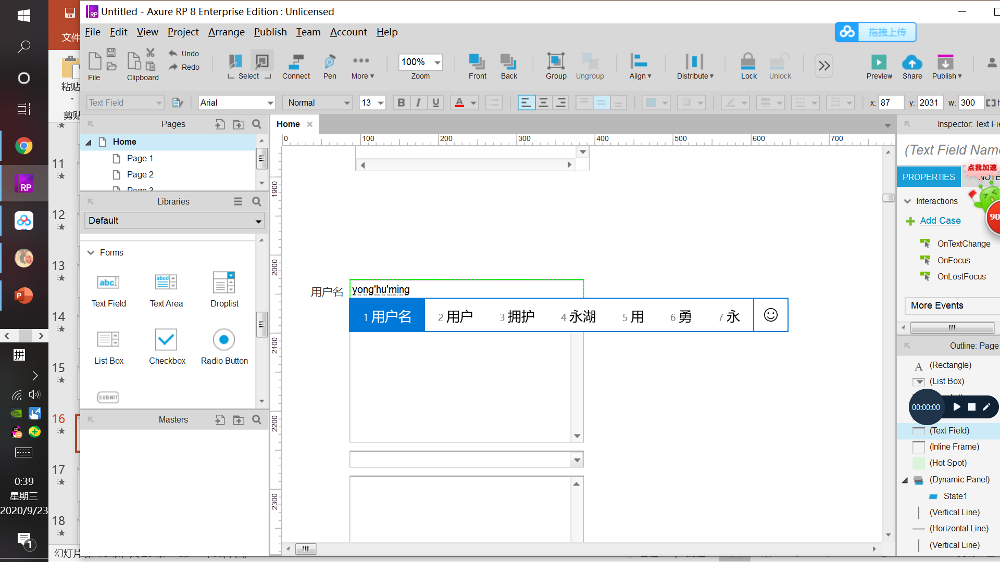 Untitled - Axure RP 8 Enterprise Edition : Unlicensed
File Edit View Project Arrange Publish Team Account Help
拖拽上传
文件
粘贴
剪贴
File
Clipboard
Undo
Redo
Select
Connect
Pen
More
100%
Zoom
Front
Back
Group
Ungroup
Align
Distribute
Lock
Unlock
Preview
Share
Publish
Text Field
Arial
Normal
13
B I U A
x: 87 y: 2031 w: 300
Pages
Home
Page 1
Page 2
Libraries
Default
Forms
Text Field
Text Area
Droplist
List Box
Checkbox
Radio Button
SUBMIT
Masters
Home
0 100 200 300 400 500 600 700
1900
2000
2100
2200
2300
用户名
yong'hu'ming
1 用户名 2 用户 3 拥护 4 永湖 5 用 6 勇 7 永
Inspector: Text Fie
(Text Field Name
点我加速
PROPERTIES
NOTE
90
Interactions
Add Case
OnTextChange
OnFocus
OnLostFocus
More Events
Outline: Page
(Rectangle)
(List Box)
00:00:00
(Text Field)
(Inline Frame)
(Hot Spot)
(Dynamic Panel)
State1
(Vertical Line)
(Horizontal Line)
(Vertical Line)
11
12
13
14
15
16
17
18
拼
0:39
星期三
2020/9/23
1
幻灯片